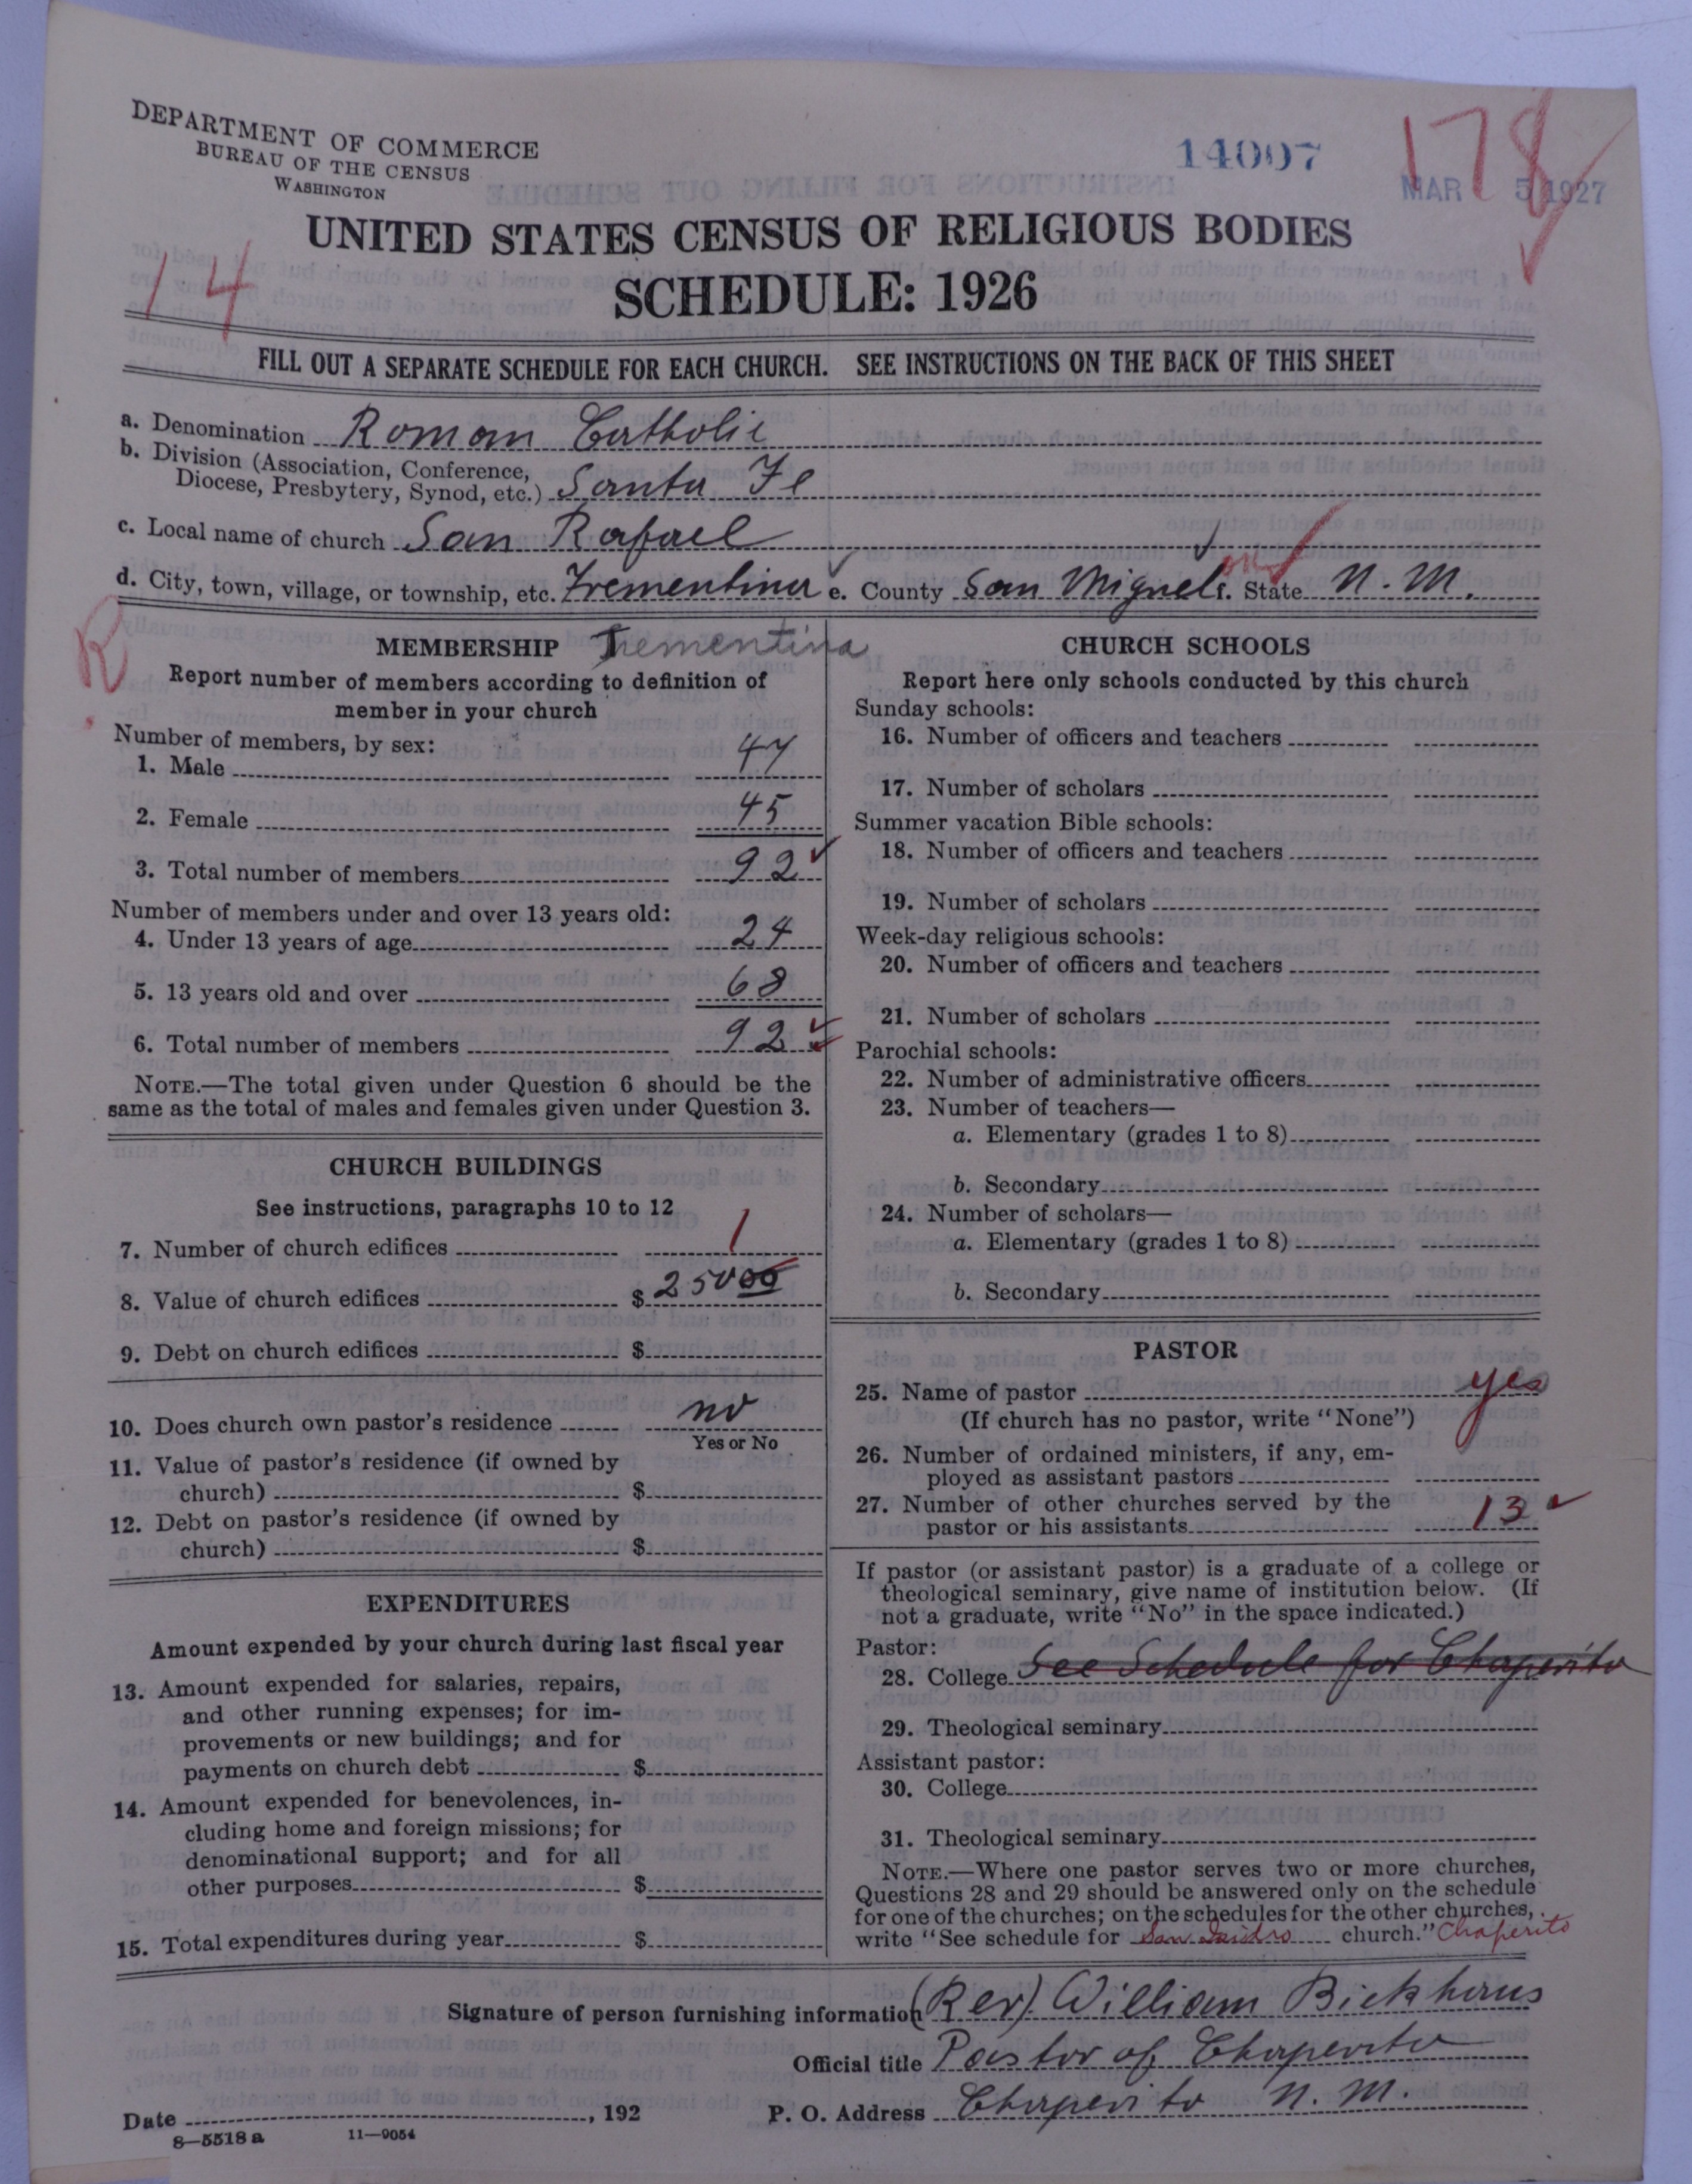 DEPARTMENT OF COMMERCE
BUREAU OF THE CENSUS
WASHINGTON
14007
178
MAR 5 1927
UNITED STATES CENSUS OF RELIGIOUS BODIES
SCHEDULE: 1926
14
FILL OUT A SEPARATE SCHEDULE FOR EACH CHURCH. SEE INSTRUCTIONS ON THE BACK OF THIS SHEET
a. Denomination Roman Catholic
b. Division (Association, Conference,
Diocese, Presbytery, Synod, etc.) Santa Fe
c. Local name of church San Rafael
d. City, town, village, or township, etc. Trementina e. County San Miguel f. State N. M.
R
MEMBERSHIP Trementina
Report number of members according to definition of
member in your church
Number of members, by sex:
1. Male 47
2. Female 45
3. Total number of members 92
Number of members under and over 13 years old:
4. Under 13 years of age 24
5. 13 years old and over 68
6. Total number of members 92
NOTE.—The total given under Question 6 should be the
same as the total of males and females given under Question 3.
CHURCH BUILDINGS
See instructions, paragraphs 10 to 12
7. Number of church edifices 1
8. Value of church edifices $ 250 00
9. Debt on church edifices $
10. Does church own pastor's residence no
Yes or No
11. Value of pastor's residence (if owned by
church) $
12. Debt on pastor's residence (if owned by
church) $
EXPENDITURES
Amount expended by your church during last fiscal year
13. Amount expended for salaries, repairs,
and other running expenses; for im-
provements or new buildings; and for
payments on church debt $
14. Amount expended for benevolences, in-
cluding home and foreign missions; for
denominational support; and for all
other purposes $
15. Total expenditures during year $
CHURCH SCHOOLS
Report here only schools conducted by this church
Sunday schools:
16. Number of officers and teachers
17. Number of scholars
Summer vacation Bible schools:
18. Number of officers and teachers
19. Number of scholars
Week-day religious schools:
20. Number of officers and teachers
21. Number of scholars
Parochial schools:
22. Number of administrative officers
23. Number of teachers—
a. Elementary (grades 1 to 8)
b. Secondary
24. Number of scholars—
a. Elementary (grades 1 to 8)
b. Secondary
PASTOR
25. Name of pastor yes
(If church has no pastor, write "None")
26. Number of ordained ministers, if any, em-
ployed as assistant pastors
27. Number of other churches served by the
pastor or his assistants 13
If pastor (or assistant pastor) is a graduate of a college or
theological seminary, give name of institution below. (If
not a graduate, write "No" in the space indicated.)
Pastor:
28. College See Schedule for Chaperito
29. Theological seminary
Assistant pastor:
30. College
31. Theological seminary
NOTE.—Where one pastor serves two or more churches,
Questions 28 and 29 should be answered only on the schedule
for one of the churches; on the schedules for the other churches,
write "See schedule for San Isidro church." Chaperito
Signature of person furnishing information (Rev). William Bickhaus
Official title Pastor of Chaperito
Date , 192 P. O. Address Chaperito N. M.
8—5518 a 11—9054